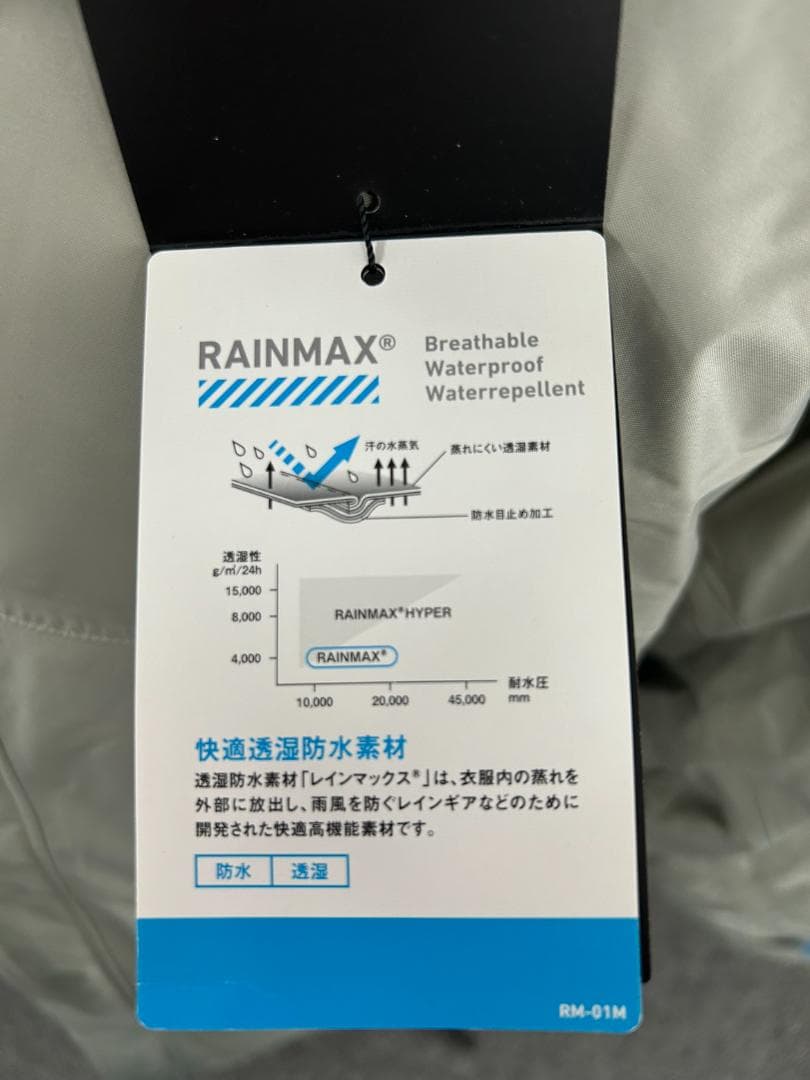 RAINMAX®
Breathable
Waterproof
Waterrepellent
汗の水蒸気
蒸れにくい透湿素材
防水目止め加工
透湿性
g/㎡/24h
15,000
8,000
4,000
RAINMAX®HYPER
RAINMAX®
10,000
20,000
45,000
耐水圧
mm
快適透湿防水素材
透湿防水素材「レインマックス®」は、衣服内の蒸れを
外部に放出し、雨風を防ぐレインギアなどのために
開発された快適高機能素材です。
防水
透湿
RM-01M